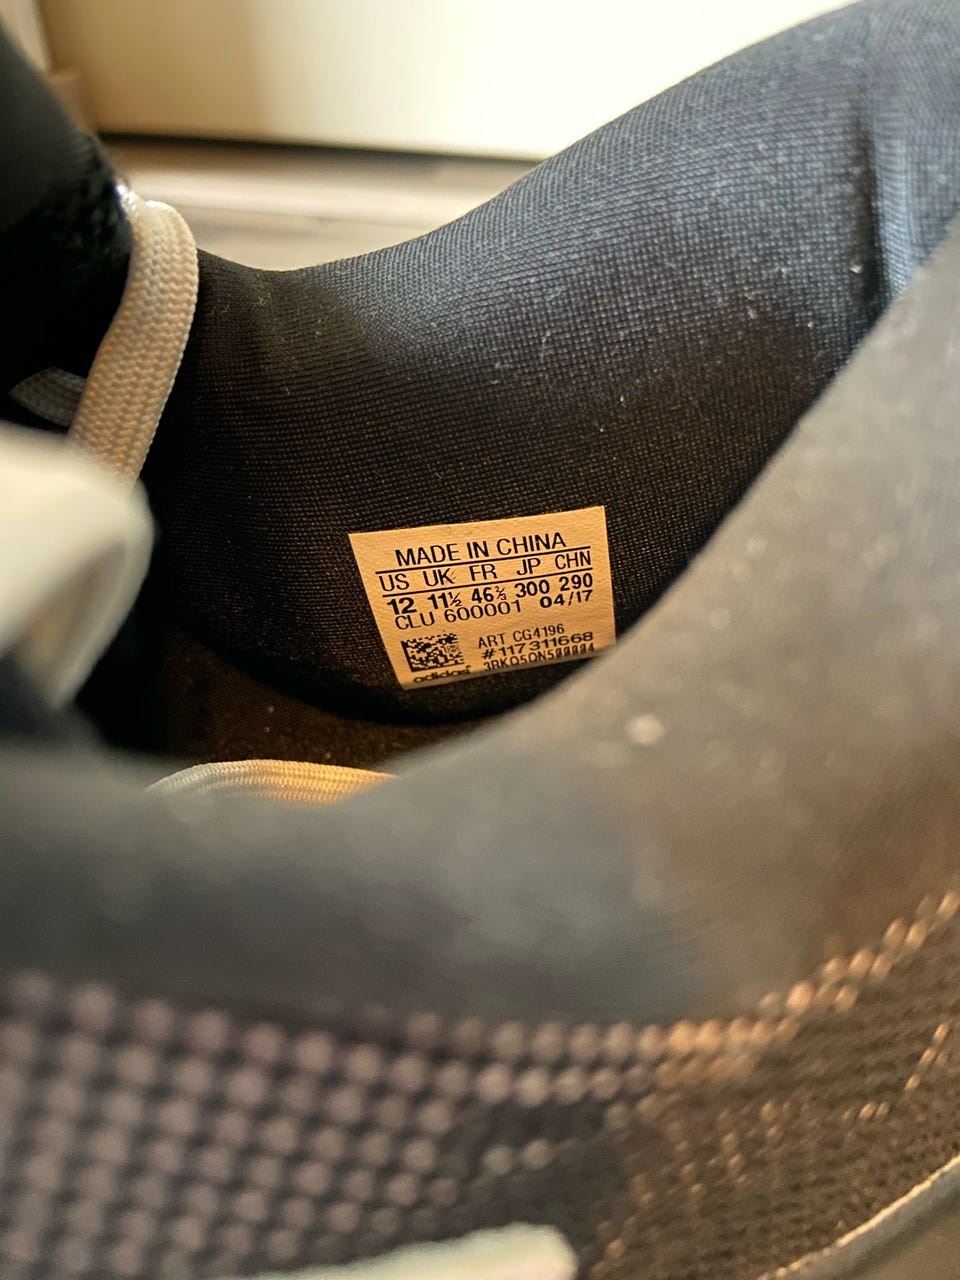 MADE IN CHINA
US UK FR JP CHN
12 11½ 46⅔ 300 290
CLU 600001 04/17
ART CG4196
#117311668
adidas